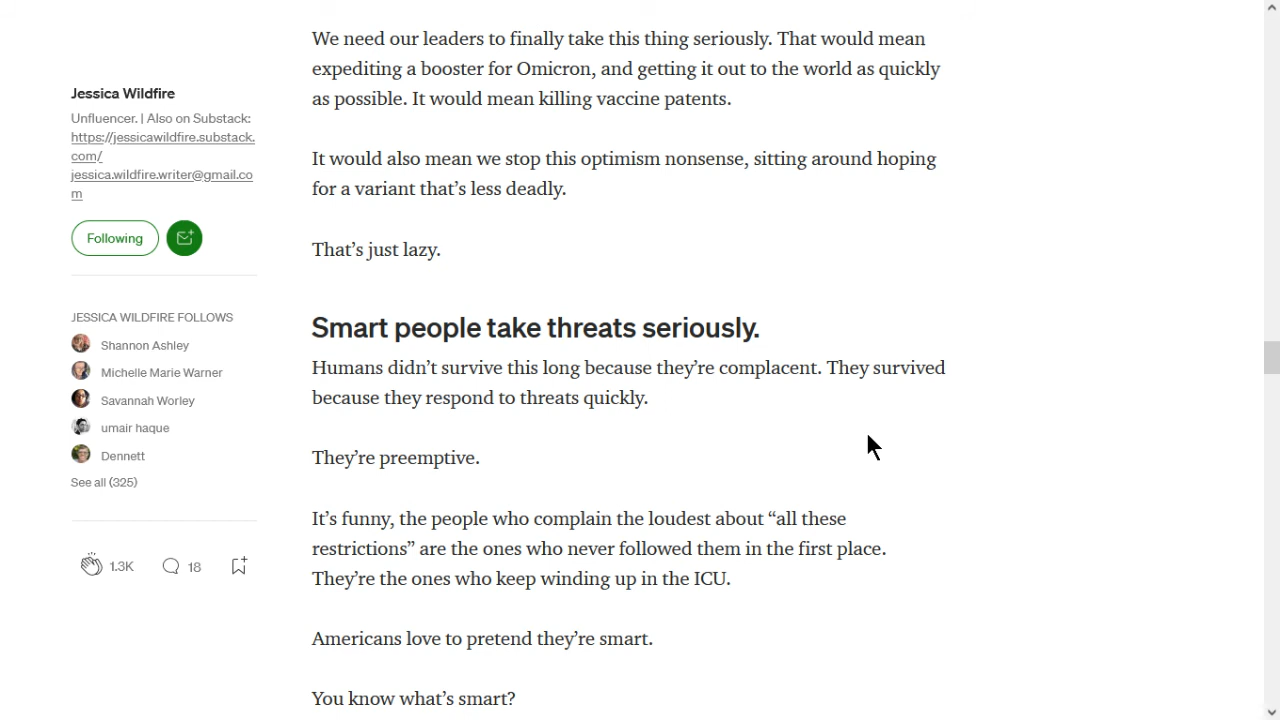 Jessica Wildfire
Unfluencer. | Also on Substack:
https://jessicawildfire.substack.
com/
jessica.wildfire.writer@gmail.co
m
Following
JESSICA WILDFIRE FOLLOWS
Shannon Ashley
Michelle Marie Warner
Savannah Worley
umair haque
Dennett
See all (325)
1.3K
18
We need our leaders to finally take this thing seriously. That would mean
expediting a booster for Omicron, and getting it out to the world as quickly
as possible. It would mean killing vaccine patents.
It would also mean we stop this optimism nonsense, sitting around hoping
for a variant that’s less deadly.
That’s just lazy.
Smart people take threats seriously.
Humans didn’t survive this long because they’re complacent. They survived
because they respond to threats quickly.
They’re preemptive.
It’s funny, the people who complain the loudest about “all these
restrictions” are the ones who never followed them in the first place.
They’re the ones who keep winding up in the ICU.
Americans love to pretend they’re smart.
You know what’s smart?